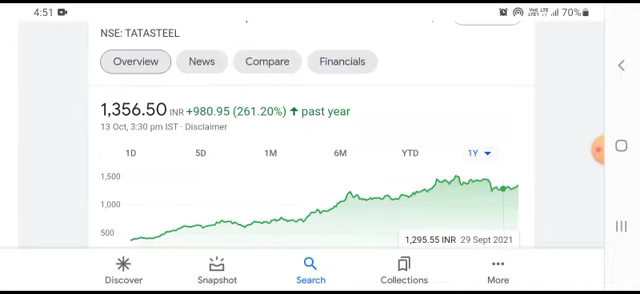 4:51 70%
NSE: TATASTEEL
Overview News Compare Financials
1,356.50 INR +980.95 (261.20%) ↑ past year
13 Oct, 3:30 pm IST · Disclaimer
1D 5D 1M 6M YTD 1Y
1,500
1,000
500
1,295.55 INR 29 Sept 2021
Discover Snapshot Search Collections More